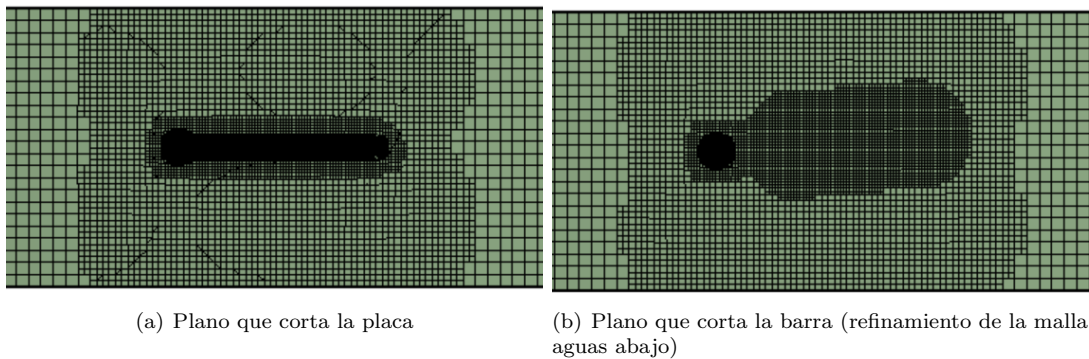 (a) Plano que corta la placa
(b) Plano que corta la barra (refinamiento de la malla
aguas abajo)